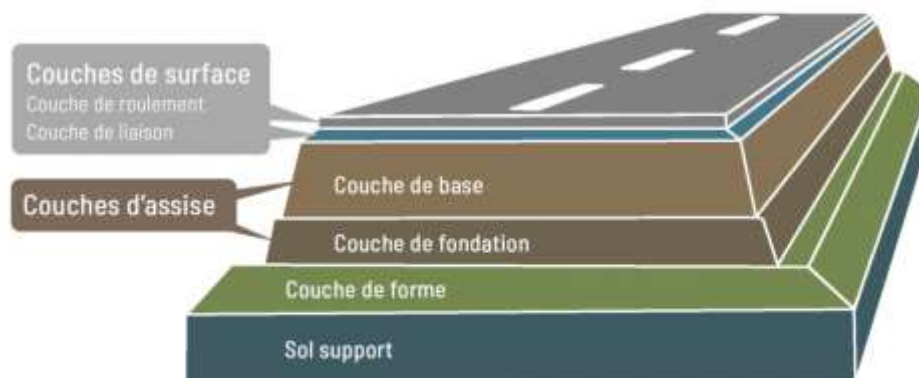 Couches de surface
Couche de roulement
Couche de liaison
Couches d'assise
Couche de base
Couche de fondation
Couche de forme
Sol support